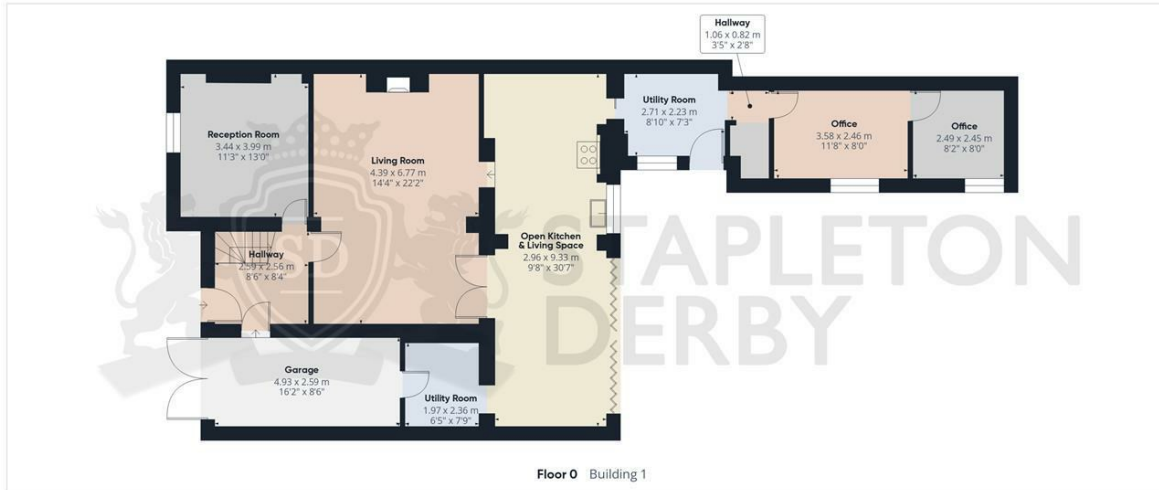 Hallway
1.06 x 0.82 m
3'5" x 2'8"
Reception Room
3.44 x 3.99 m
11'3" x 13'0"
Living Room
4.39 x 6.77 m
14'4" x 22'2"
Utility Room
2.71 x 2.23 m
8'10" x 7'3"
Office
3.58 x 2.46 m
11'8" x 8'0"
Office
2.49 x 2.45 m
8'2" x 8'0"
Open Kitchen
& Living Space
2.96 x 9.33 m
9'8" x 30'7"
Hallway
2.59 x 2.56 m
8'6" x 8'4"
SD
STAPLETON
DERBY
Garage
4.93 x 2.59 m
16'2" x 8'6"
Utility Room
1.97 x 2.36 m
6'5" x 7'9"
Floor 0 Building 1